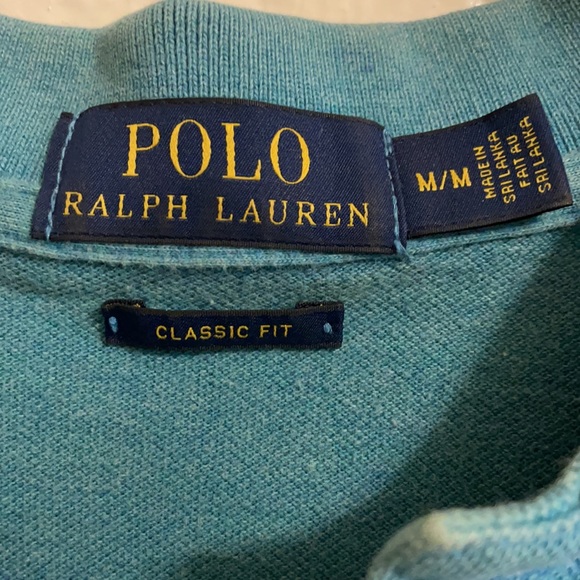 POLO
RALPH LAUREN
M/M
MADE IN
SRI LANKA
FAIT AU
SRI LANKA
CLASSIC FIT